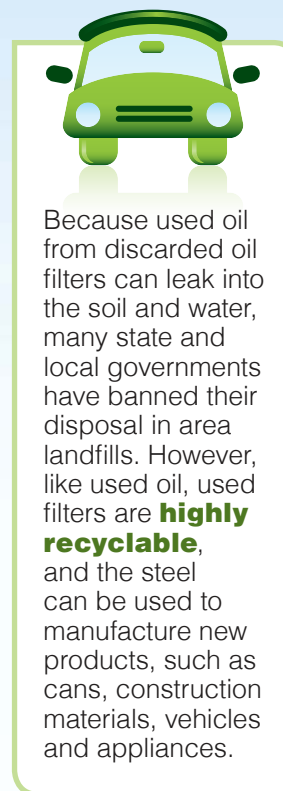 Because used oil
from discarded oil
filters can leak into
the soil and water,
many state and
local governments
have banned their
disposal in area
landfills. However,
like used oil, used
filters are highly
recyclable,
and the steel
can be used to
manufacture new
products, such as
cans, construction
materials, vehicles
and appliances.